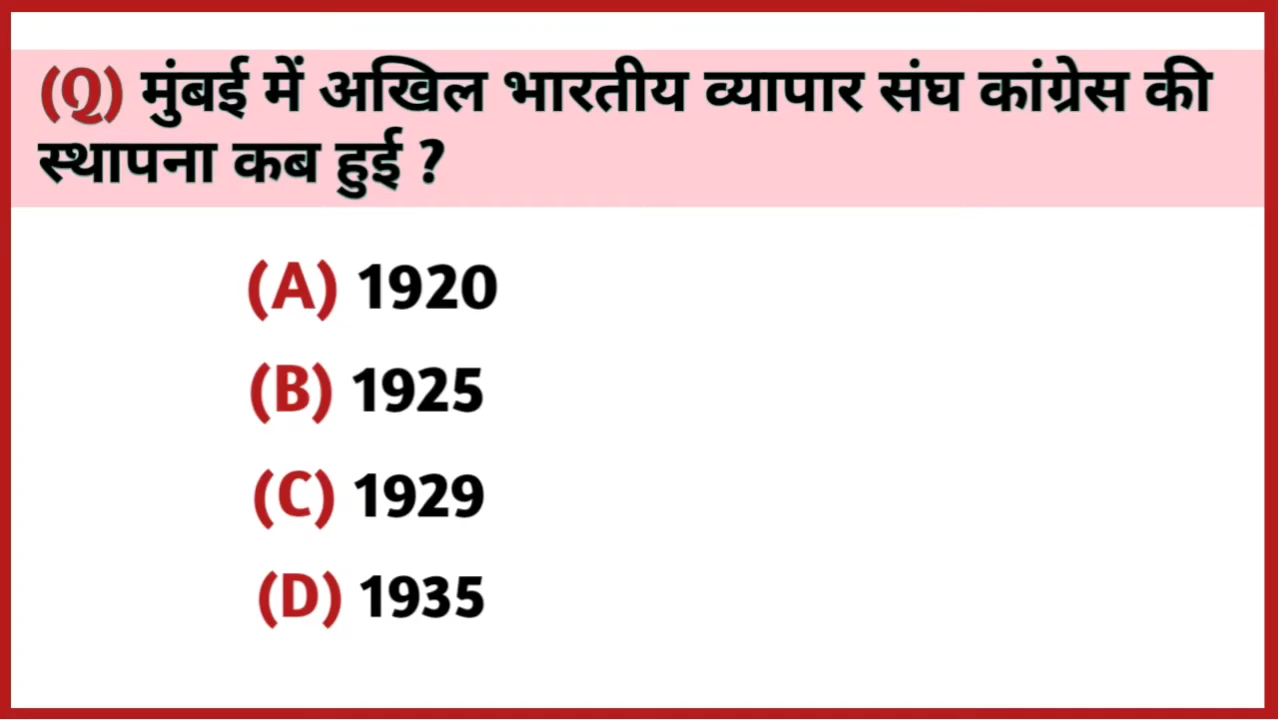 (Q) मुंबई में अखिल भारतीय व्यापार संघ कांग्रेस की
स्थापना कब हुई ?
(A) 1920
(B) 1925
(C) 1929
(D) 1935